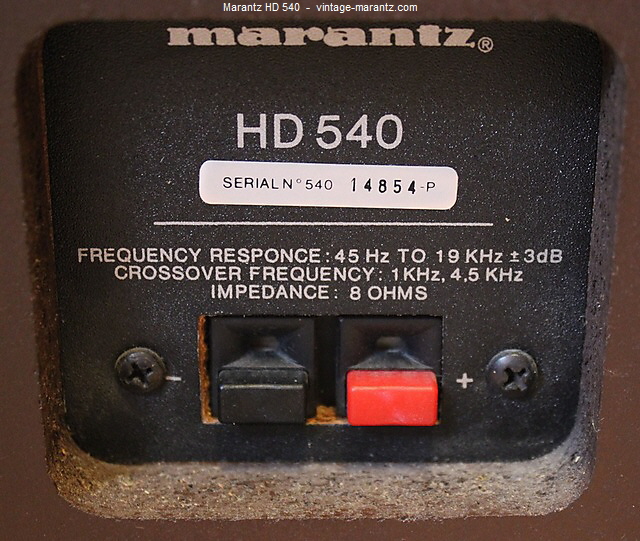 Marantz HD 540 - vintage-marantz.com
marantz®
HD 540
SERIAL N° 540 14854-P
FREQUENCY RESPONCE: 45 Hz TO 19 KHz ± 3dB
CROSSOVER FREQUENCY: 1KHz, 4,5 KHz
IMPEDANCE: 8 OHMS
- +